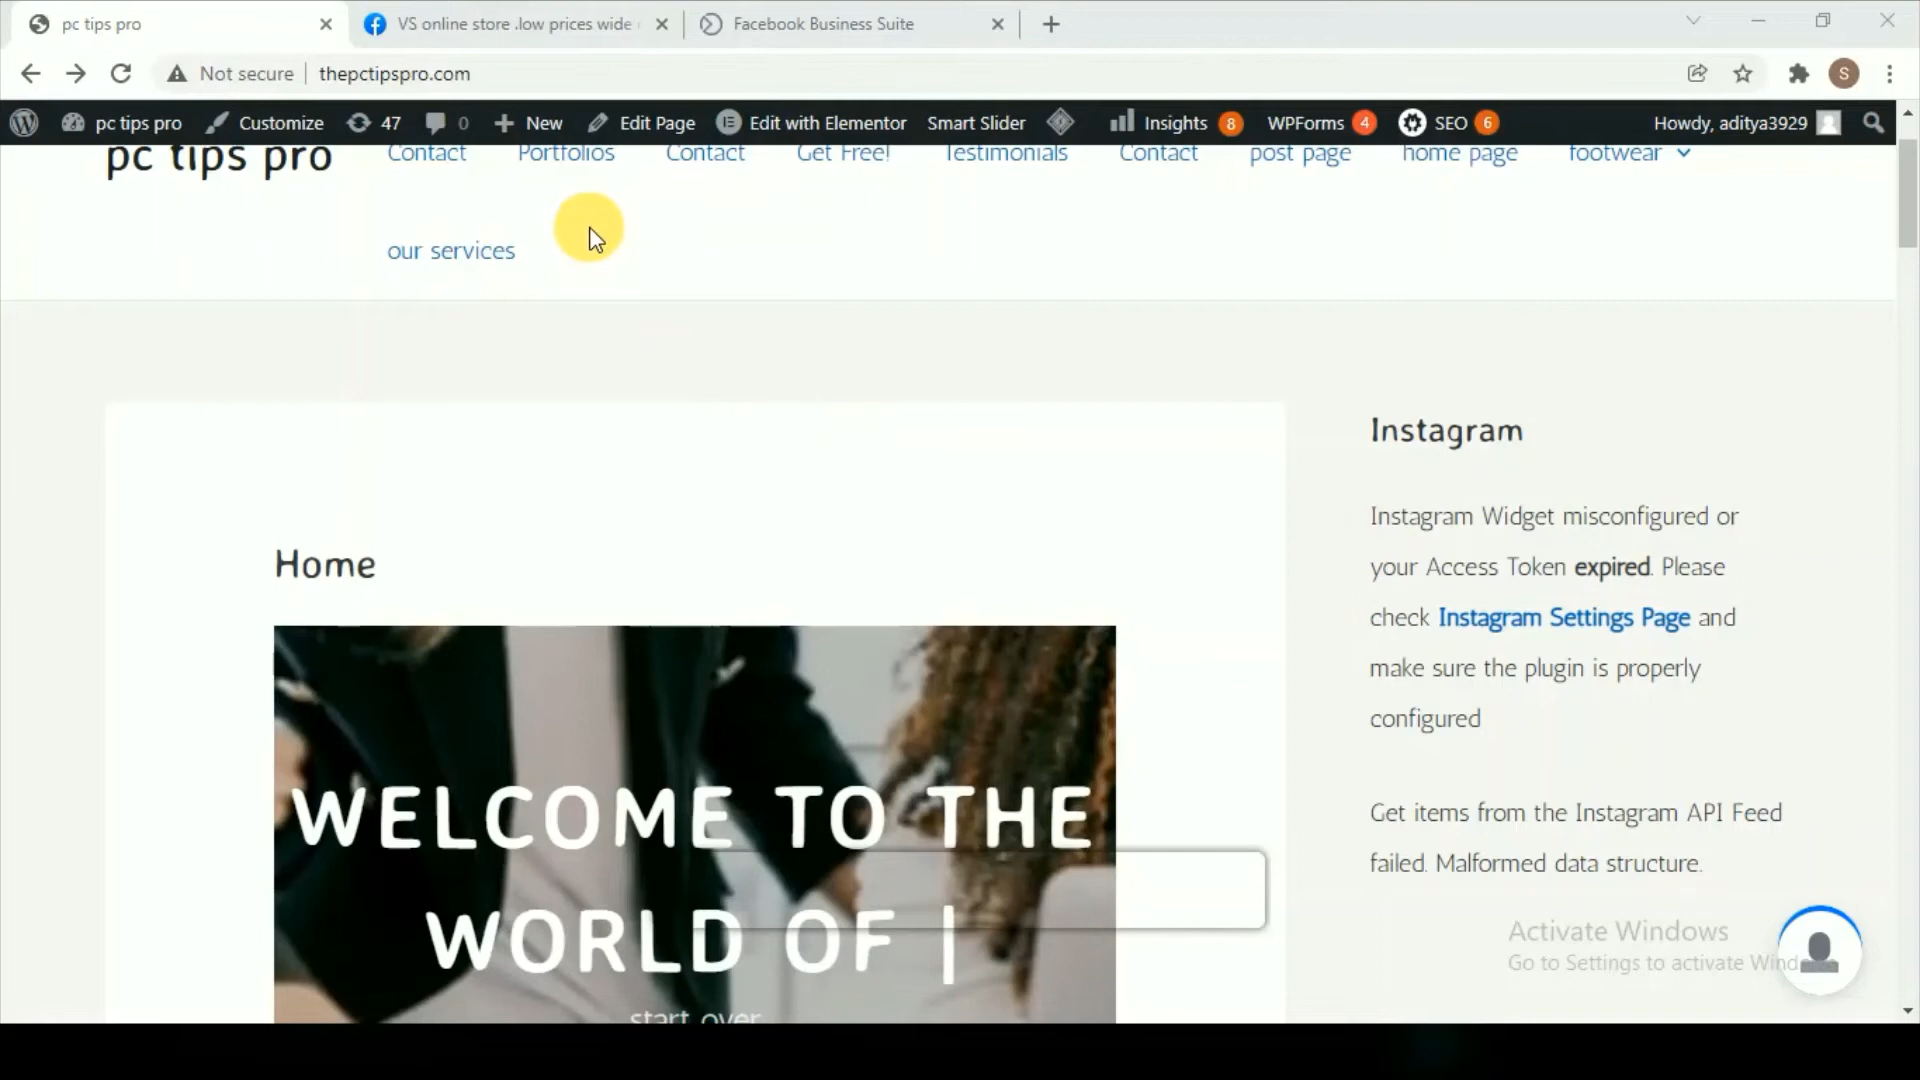 pc tips pro
VS online store .low prices wide
Facebook Business Suite
Not secure
thepctipspro.com
S
pc tips pro
Customize
47
0
New
Edit Page
Edit with Elementor
Smart Slider
Insights 8
WPForms 4
SEO 6
Howdy, aditya3929
pc tips pro
Contact
Portfolios
Contact
Get Free!
Testimonials
Contact
post page
home page
footwear
our services
Home
WELCOME TO THE
WORLD OF |
start over
Instagram
Instagram Widget misconfigured or
your Access Token expired. Please
check Instagram Settings Page and
make sure the plugin is properly
configured
Get items from the Instagram API Feed
failed. Malformed data structure.
Activate Windows
Go to Settings to activate Wind